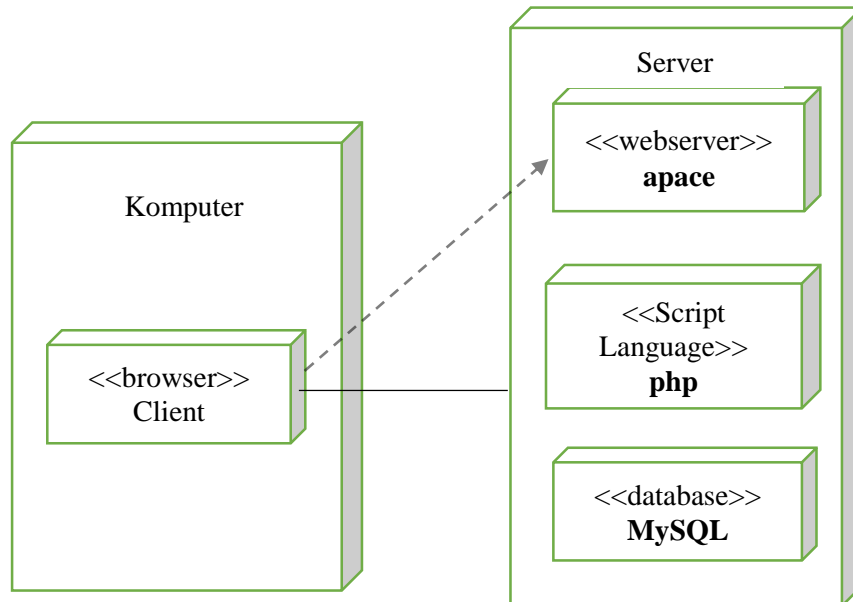 Komputer
<<browser>>
Client
Server
<<webserver>>
apace
<<Script
Language>>
php
<<database>>
MySQL